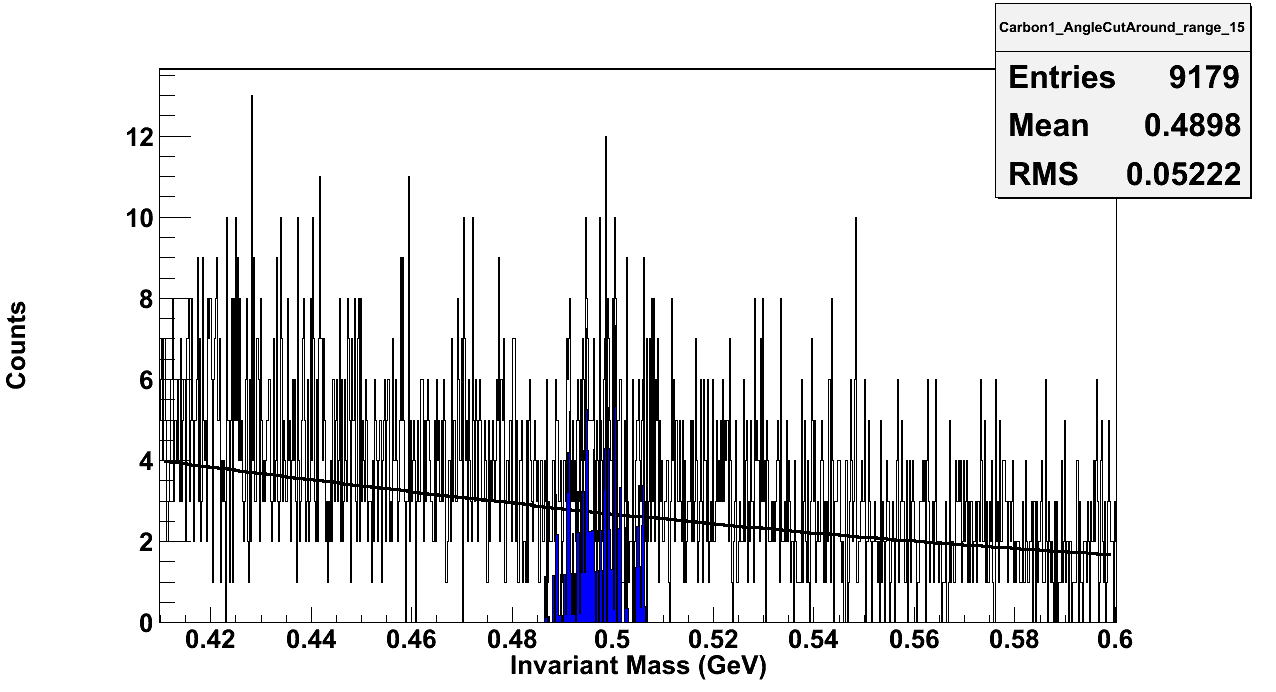 Carbon1_AngleCutAround_range_15
Entries 9179
Mean 0.4898
RMS 0.05222
Counts
12
10
8
6
4
2
0
0.42 0.44 0.46 0.48 0.5 0.52 0.54 0.56 0.58 0.6
Invariant Mass (GeV)